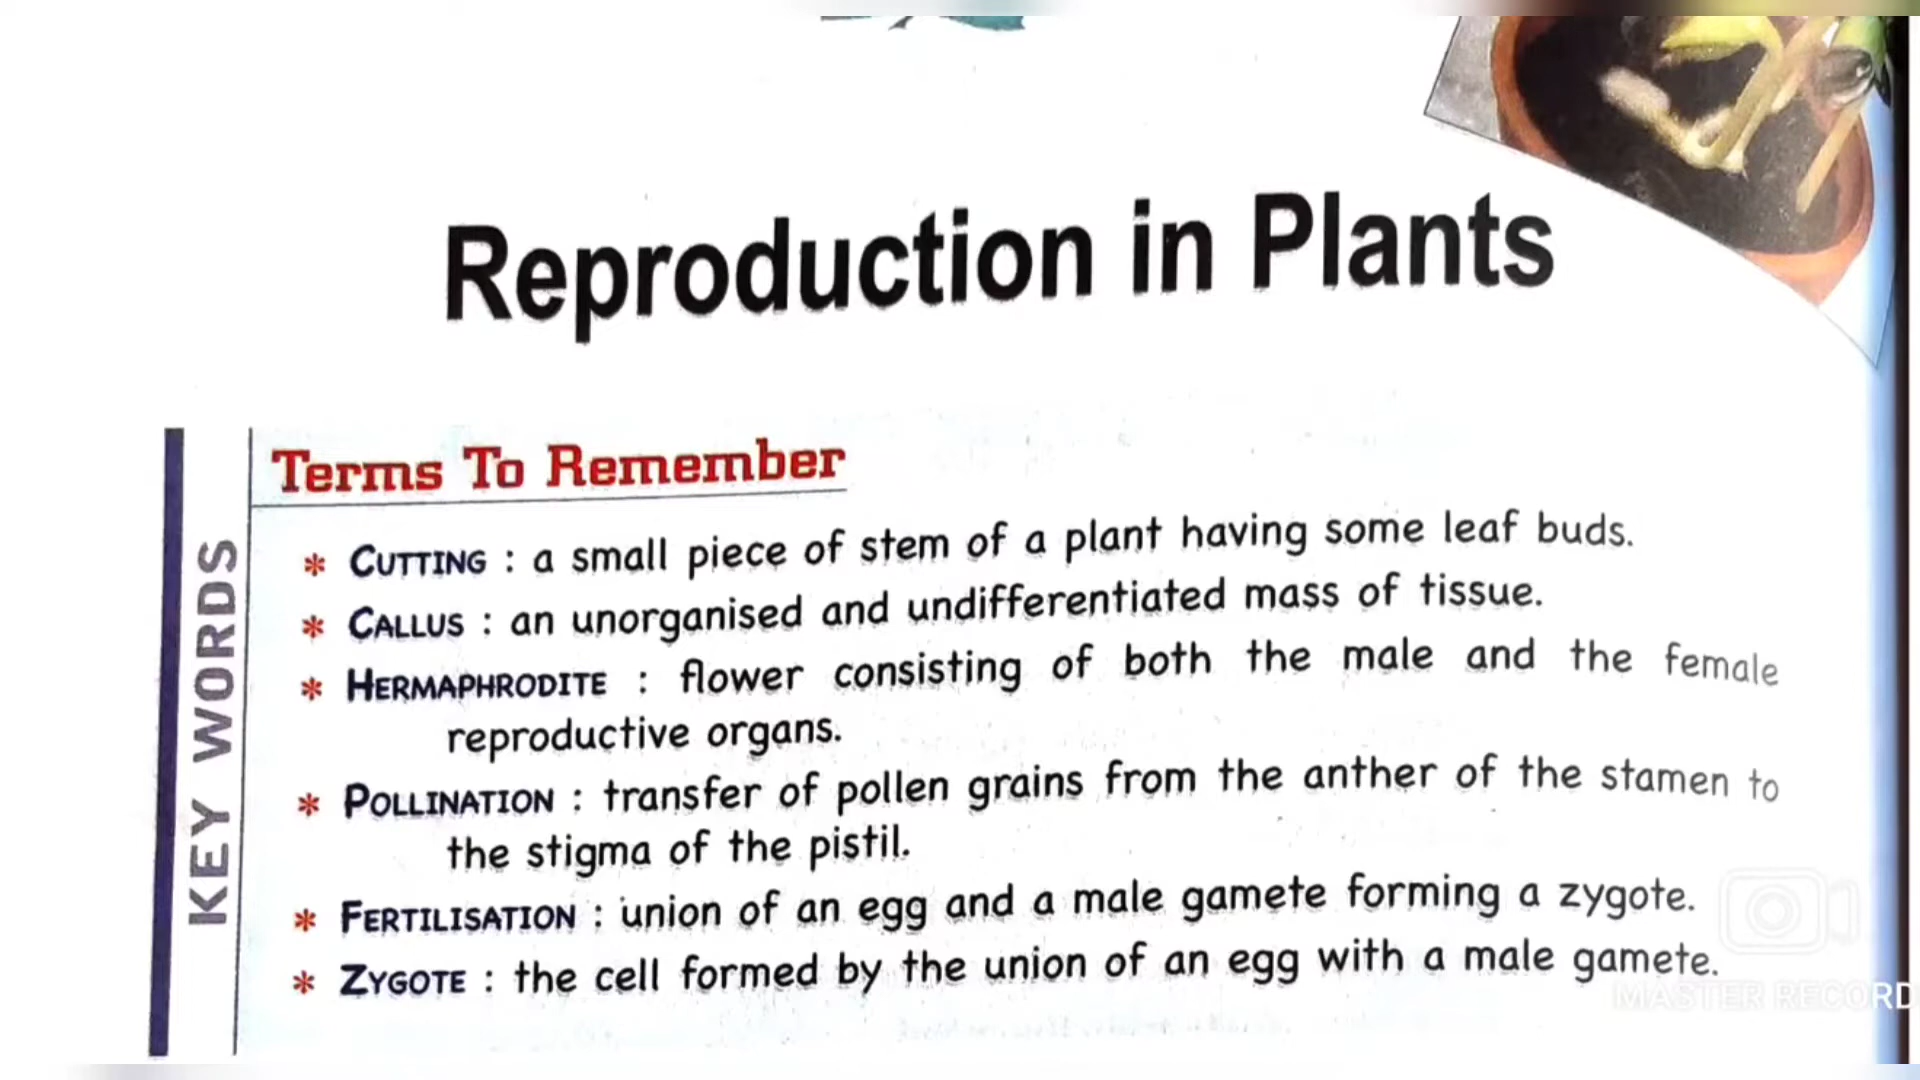 Reproduction in Plants
KEY WORDS
Terms To Remember
* CUTTING : a small piece of stem of a plant having some leaf buds.
* CALLUS : an unorganised and undifferentiated mass of tissue.
* HERMAPHRODITE : flower consisting of both the male and the female
reproductive organs.
* POLLINATION : transfer of pollen grains from the anther of the stamen to
the stigma of the pistil.
* FERTILISATION : union of an egg and a male gamete forming a zygote.
* ZYGOTE : the cell formed by the union of an egg with a male gamete.
MASTER RECORD